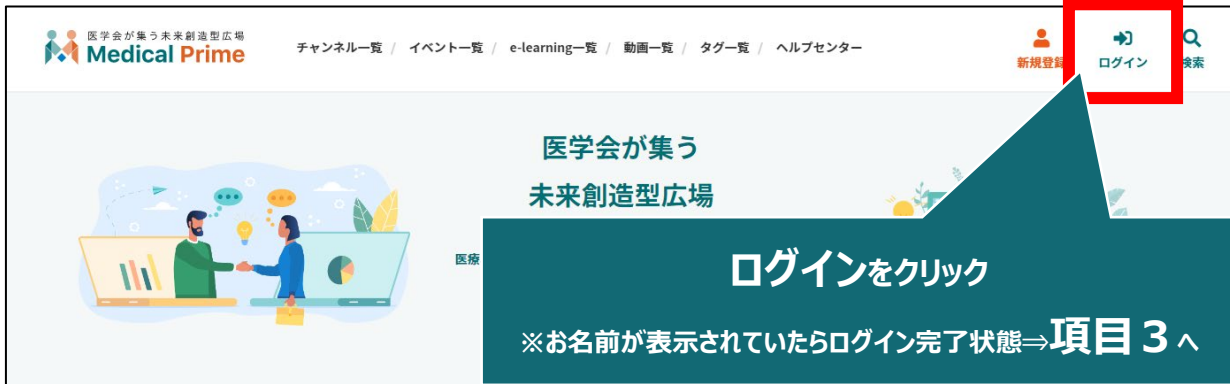 医学会が集う未来創造型広場
Medical Prime
チャンネル一覧 / イベント一覧 / e-learning一覧 / 動画一覧 / タグ一覧 / ヘルプセンター
新規登録
ログイン
検索
医学会が集う
未来創造型広場
医療
ログインをクリック
※お名前が表示されていたらログイン完了状態⇒項目３へ